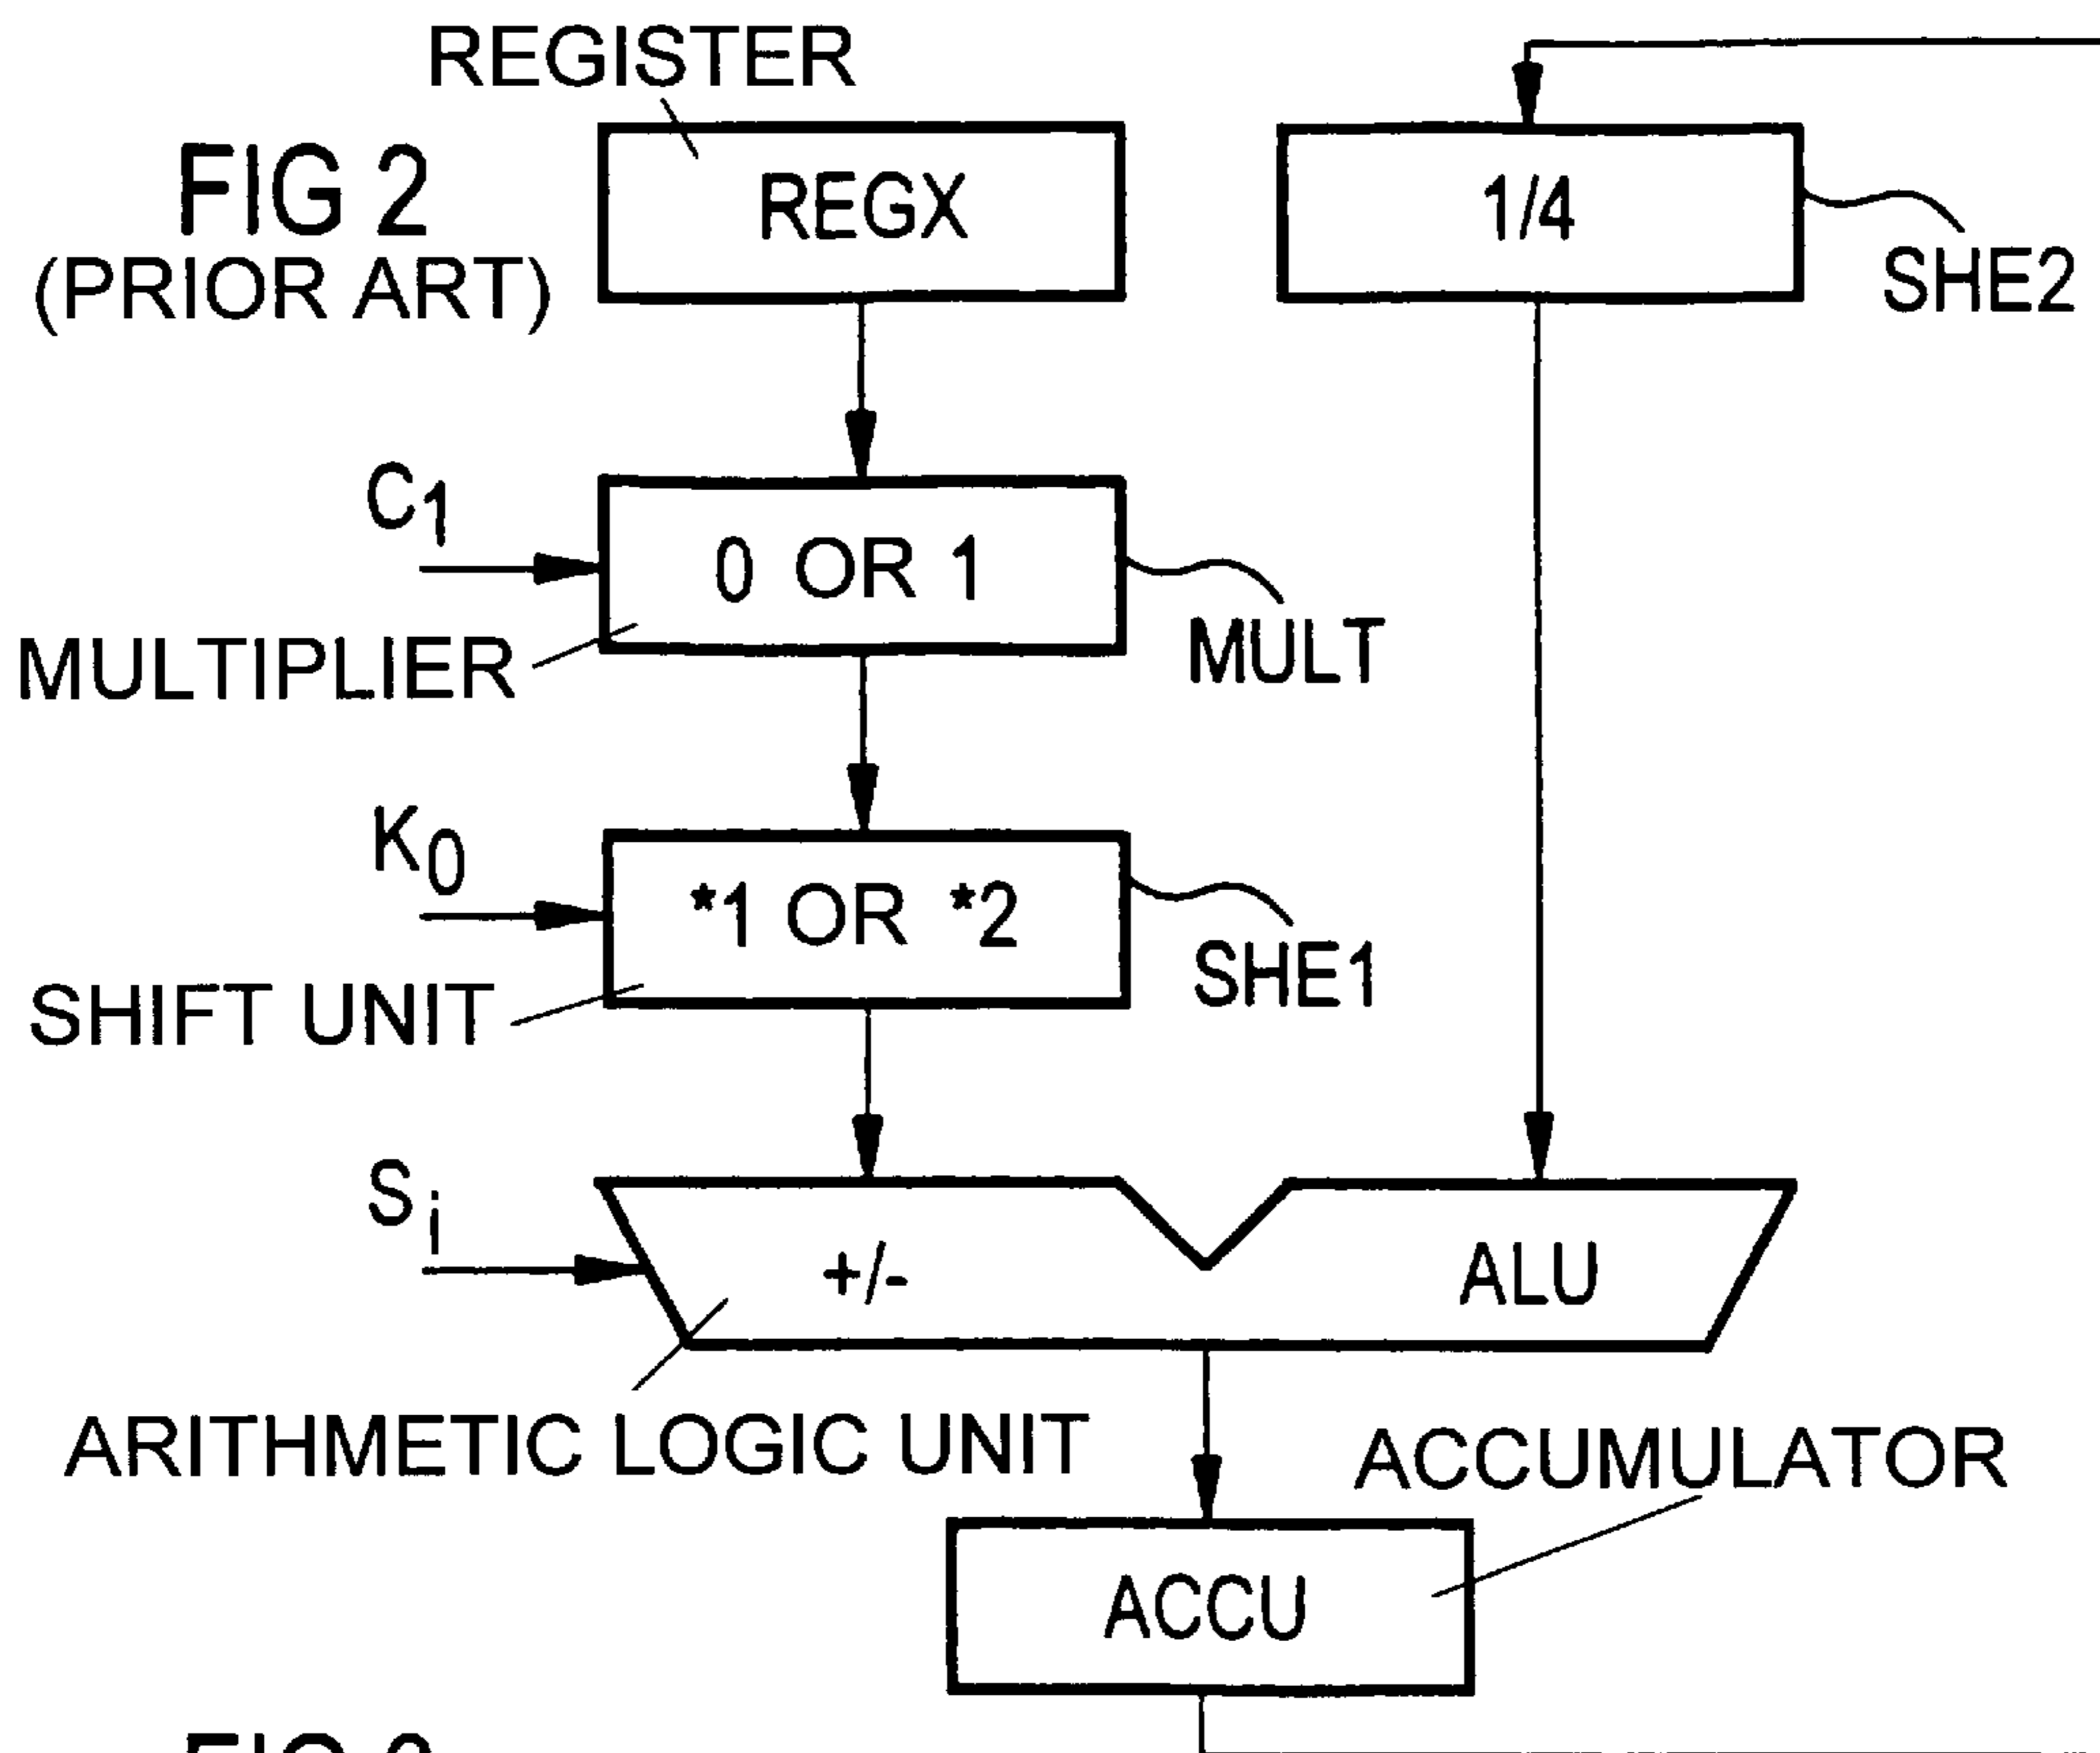 REGISTER
FIG 2
(PRIOR ART)
REGX
1/4
SHE2
C1
0 OR 1
MULTIPLIER
MULT
K0
*1 OR *2
SHIFT UNIT
SHE1
Si
+/-
ALU
ARITHMETIC LOGIC UNIT
ACCUMULATOR
ACCU